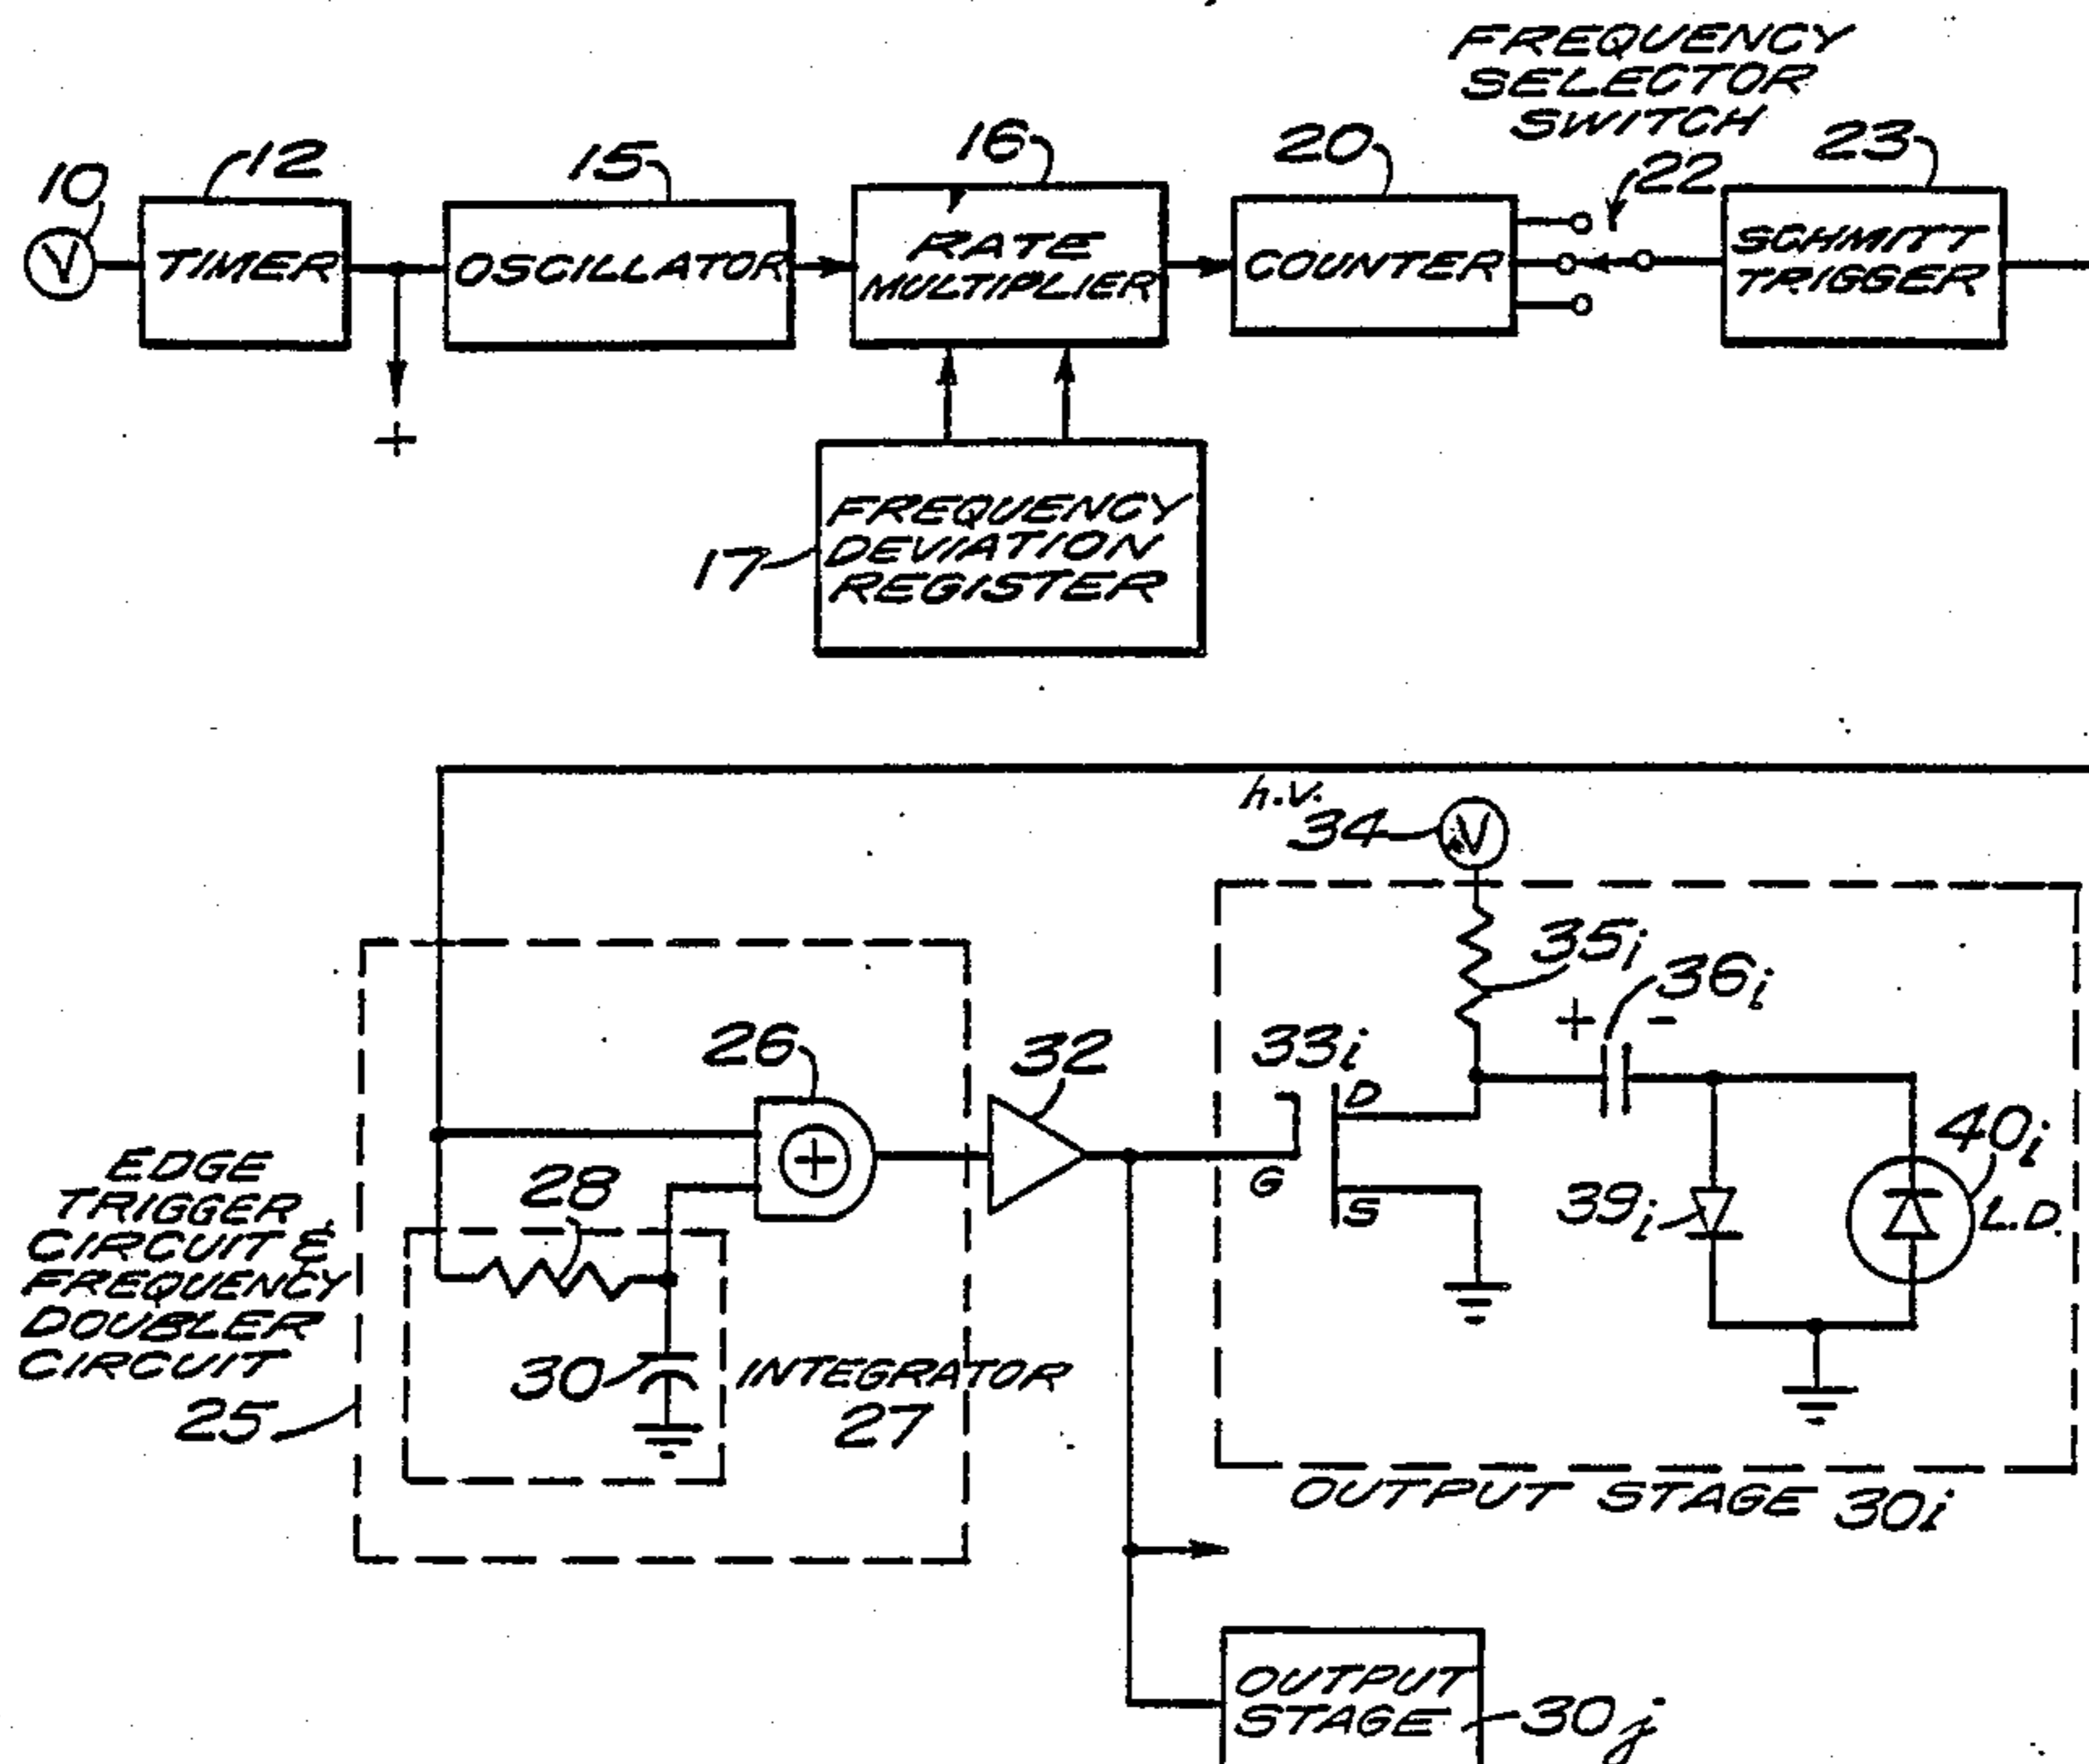 FREQUENCY
SELECTOR
SWITCH
10
12
15
16
20
22
23
V
TIMER
OSCILLATOR
RATE
MULTIPLIER
COUNTER
SCHMITT
TRIGGER
+
17
FREQUENCY
DEVIATION
REGISTER
h.v.
34
V
35i
36i
+ -
33i
D
G
S
39i
40i
L.D.
26
32
28
EDGE
TRIGGER
CIRCUIT &
FREQUENCY
DOUBLER
CIRCUIT
25
+
30
INTEGRATOR
27
OUTPUT STAGE 30i
OUTPUT
STAGE
30j